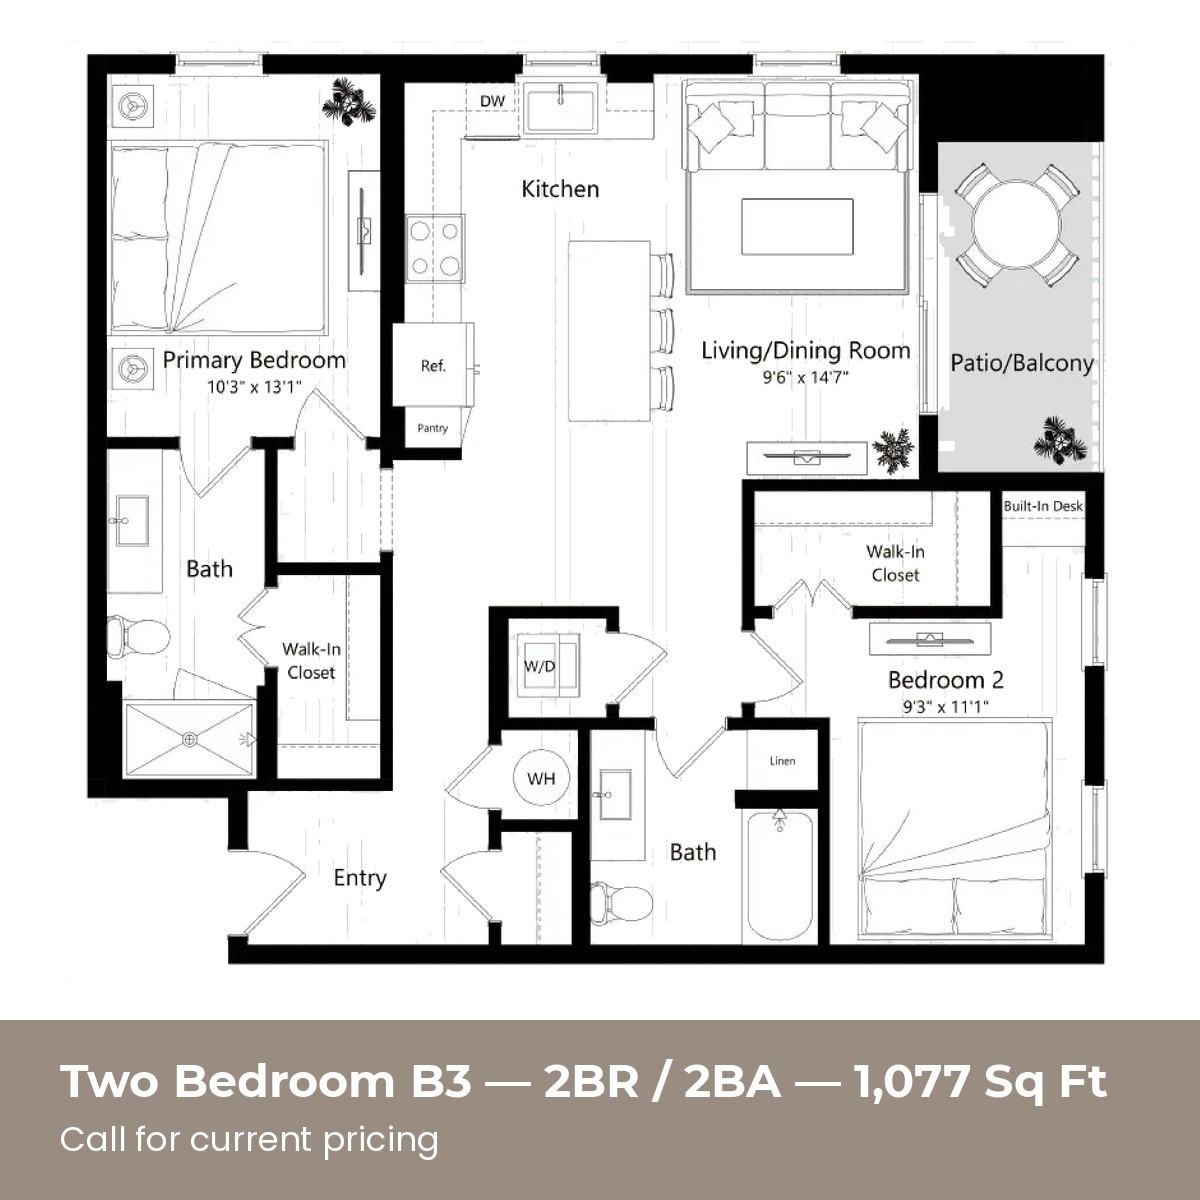 DW
Kitchen
Primary Bedroom
10'3" x 13'1"
Ref.
Pantry
Living/Dining Room
9'6" x 14'7"
Patio/Balcony
Built-In Desk
Walk-In
Closet
Bath
Walk-In
Closet
W/D
Bedroom 2
9'3" x 11'1"
WH
Linen
Bath
Entry
Two Bedroom B3 — 2BR / 2BA — 1,077 Sq Ft
Call for current pricing